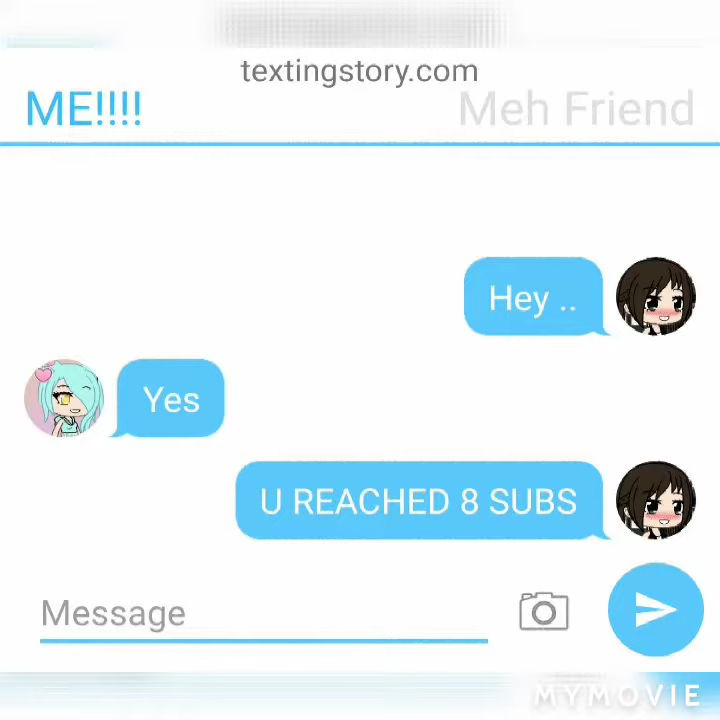 textingstory.com
ME!!!!
Meh Friend
Hey ..
Yes
U REACHED 8 SUBS
Message
MYMOVIE